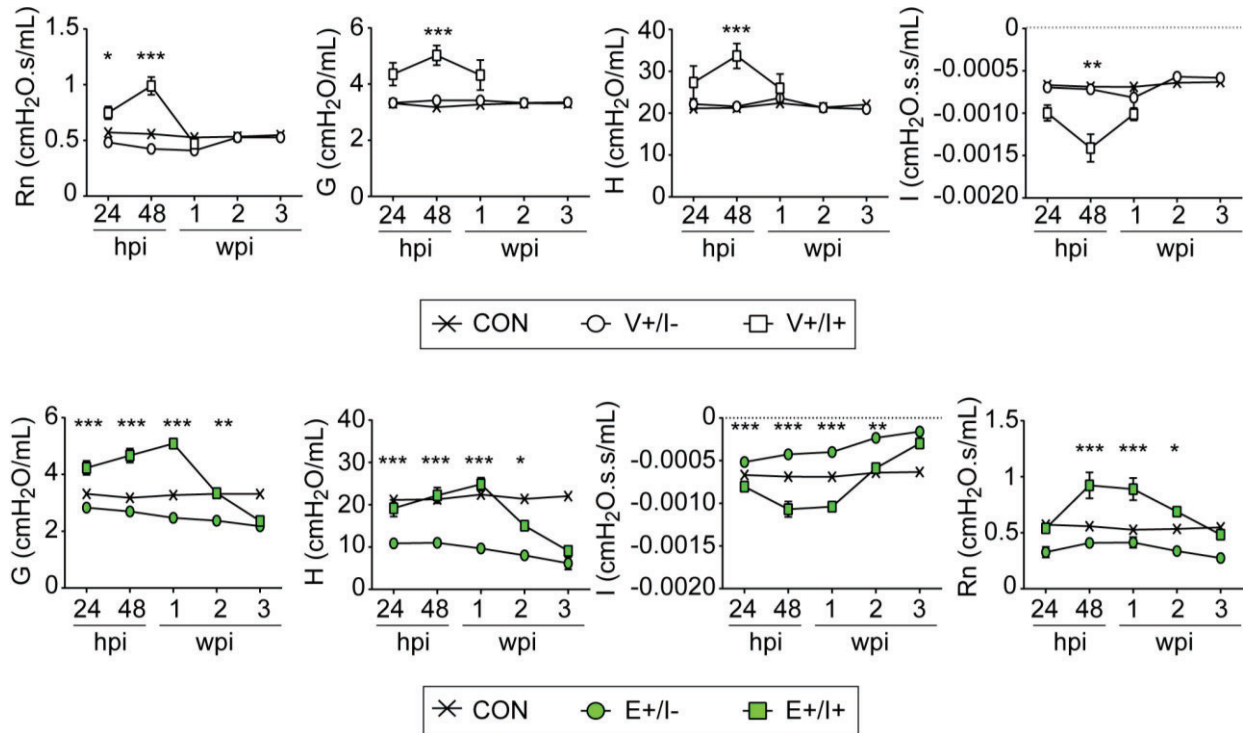 Rn (cmH₂O.s/mL)
1.5
1
0.5
0
* ***
24 48 1 2 3
hpi wpi
G (cmH₂O/mL)
6
4
2
0
***
24 48 1 2 3
hpi wpi
H (cmH₂O/mL)
40
30
20
10
0
***
24 48 1 2 3
hpi wpi
I (cmH₂O.s.s/mL)
0
-0.0005
-0.0010
-0.0015
-0.0020
**
24 48 1 2 3
hpi wpi
CON V+/I- V+/I+
G (cmH₂O/mL)
6
4
2
0
*** *** *** **
24 48 1 2 3
hpi wpi
H (cmH₂O/mL)
40
30
20
10
0
*** *** *** *
24 48 1 2 3
hpi wpi
I (cmH₂O.s.s/mL)
0
-0.0005
-0.0010
-0.0015
-0.0020
*** *** *** **
24 48 1 2 3
hpi wpi
Rn (cmH₂O.s/mL)
1.5
1
0.5
0
*** *** *
24 48 1 2 3
hpi wpi
CON E+/I- E+/I+